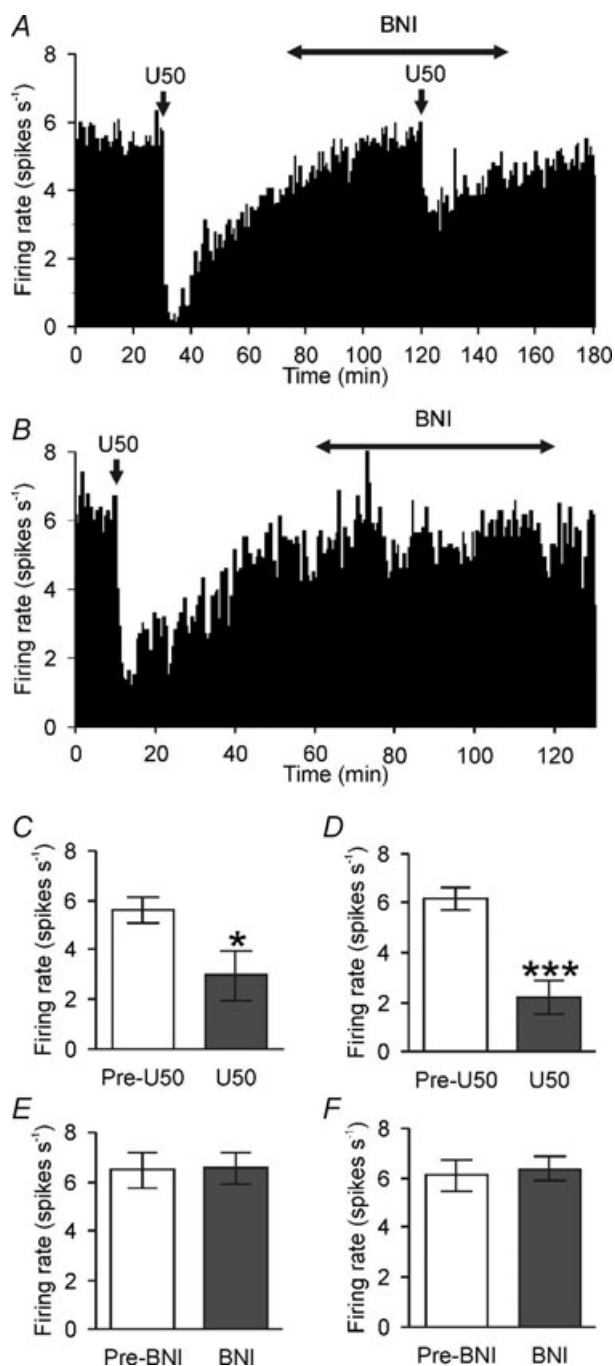 A
BNI
U50
U50
Firing rate (spikes s⁻¹)
8
6
4
2
0
0 20 40 60 80 100 120 140 160 180
Time (min)
B
BNI
U50
Firing rate (spikes s⁻¹)
8
6
4
2
0
0 20 40 60 80 100 120
Time (min)
C
Firing rate (spikes s⁻¹)
8
6
4
2
0
*
Pre-U50 U50
D
Firing rate (spikes s⁻¹)
8
6
4
2
0
***
Pre-U50 U50
E
Firing rate (spikes s⁻¹)
8
6
4
2
0
Pre-BNI BNI
F
Firing rate (spikes s⁻¹)
8
6
4
2
0
Pre-BNI BNI